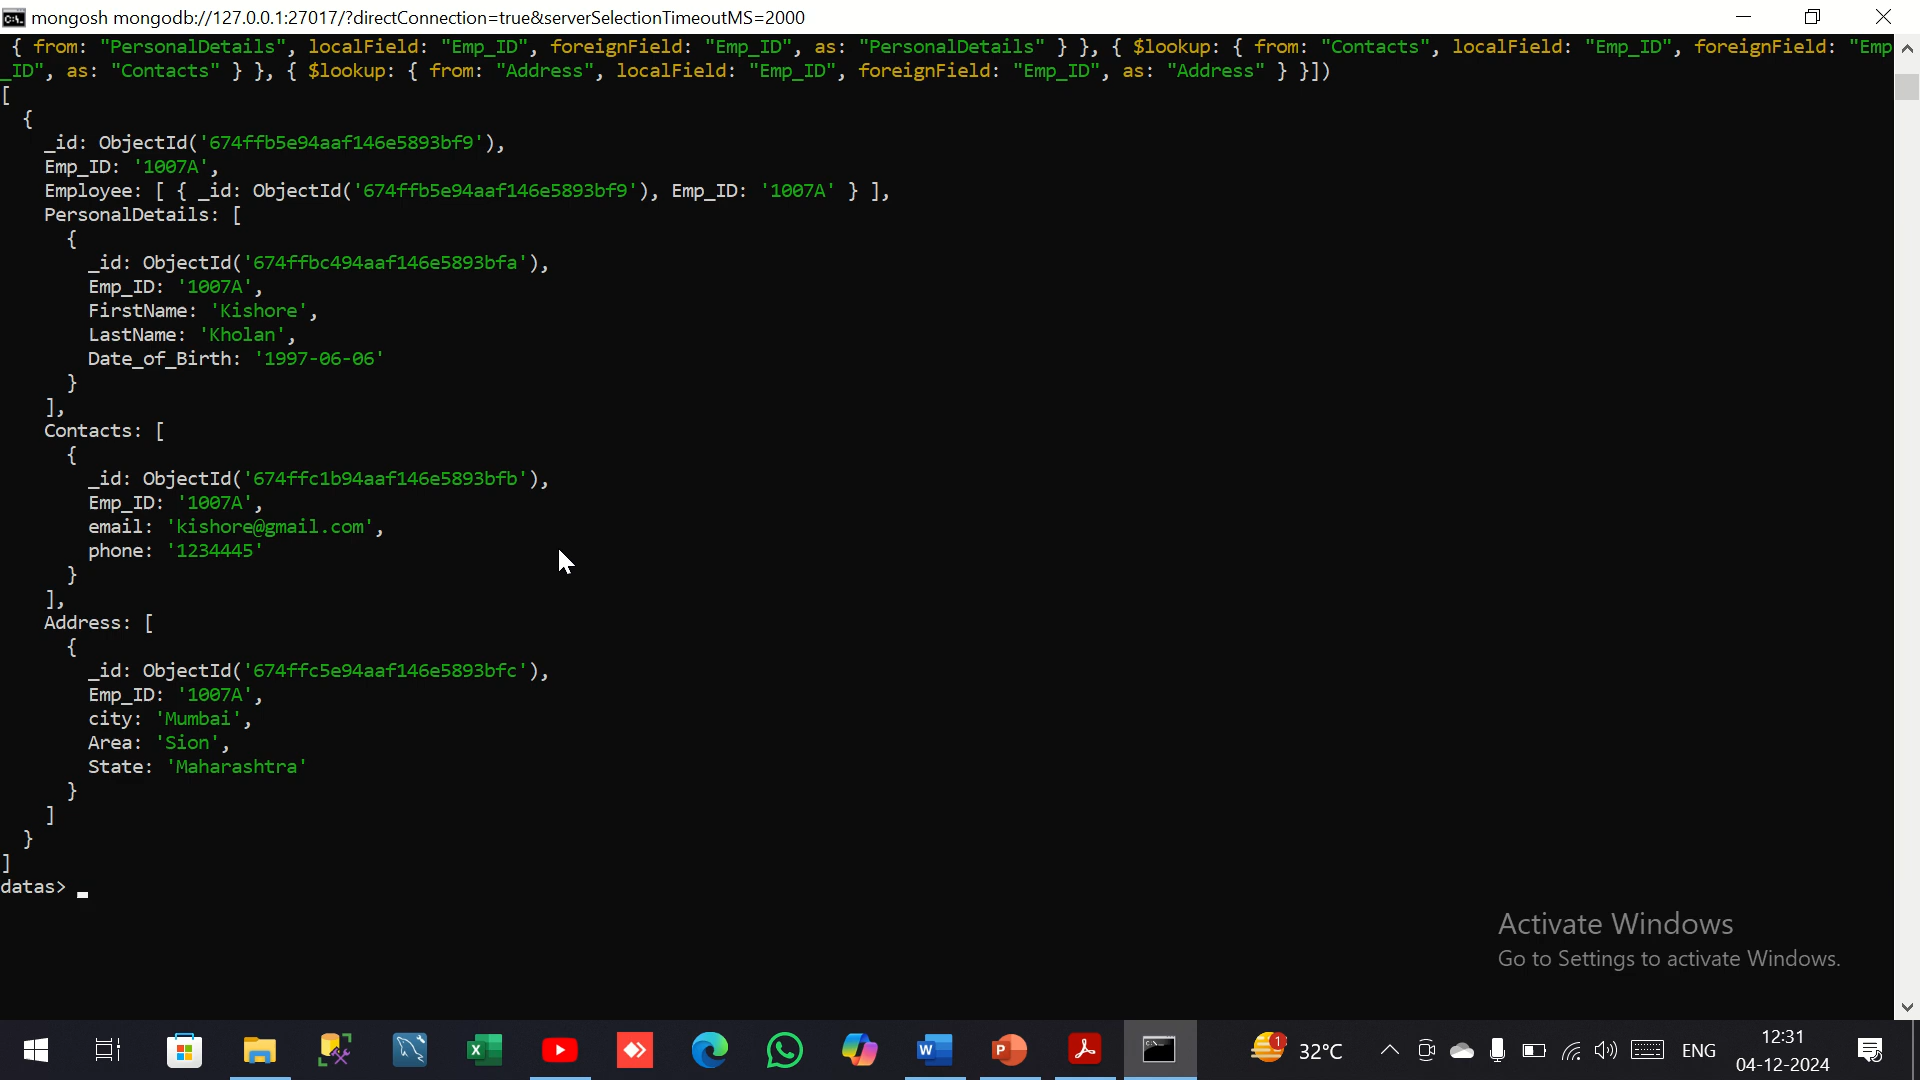 mongosh mongodb://127.0.0.1:27017/?directConnection=true&serverSelectionTimeoutMS=2000
{ from: "PersonalDetails", localField: "Emp_ID", foreignField: "Emp_ID", as: "PersonalDetails" } }, { $lookup: { from: "Contacts", localField: "Emp_ID", foreignField: "Emp
_ID", as: "Contacts" } }, { $lookup: { from: "Address", localField: "Emp_ID", foreignField: "Emp_ID", as: "Address" } }])
[
{
_id: ObjectId('674ffb5e94aaf146e5893bf9'),
Emp_ID: '1007A',
Employee: [ { _id: ObjectId('674ffb5e94aaf146e5893bf9'), Emp_ID: '1007A' } ],
PersonalDetails: [
{
_id: ObjectId('674ffbc494aaf146e5893bfa'),
Emp_ID: '1007A',
FirstName: 'Kishore',
LastName: 'Kholan',
Date_of_Birth: '1997-06-06'
}
],
Contacts: [
{
_id: ObjectId('674ffc1b94aaf146e5893bfb'),
Emp_ID: '1007A',
email: 'kishore@gmail.com',
phone: '1234445'
}
],
Address: [
{
_id: ObjectId('674ffc5e94aaf146e5893bfc'),
Emp_ID: '1007A',
city: 'Mumbai',
Area: 'Sion',
State: 'Maharashtra'
}
]
}
]
datas>
Activate Windows
Go to Settings to activate Windows.
1
32°C
ENG
12:31
04-12-2024